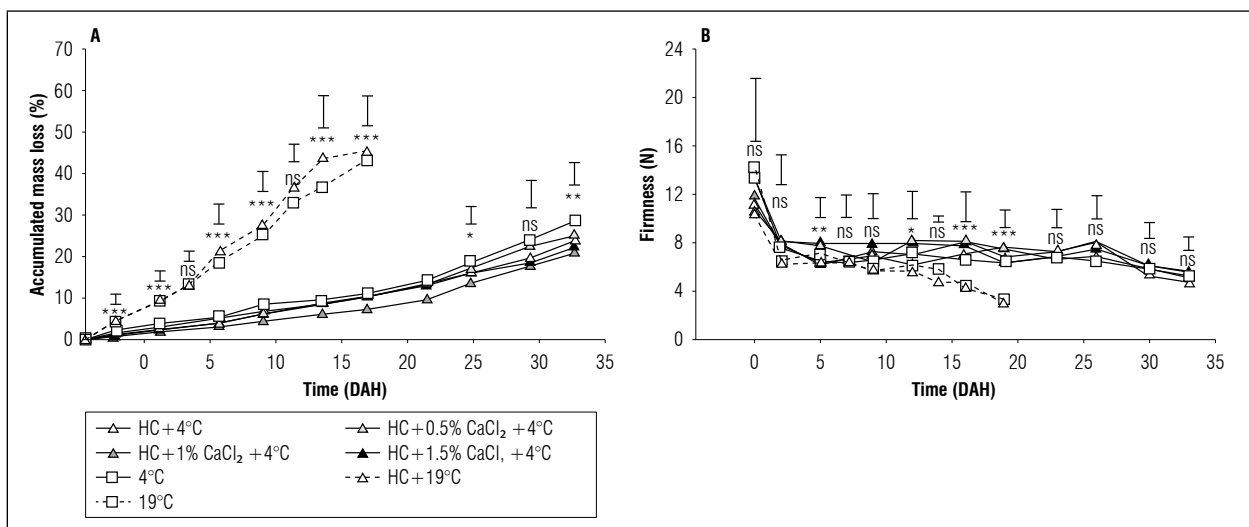 A
Accumulated mass loss (%)
70
60
50
40
30
20
10
0
***
***
ns
***
***
ns
***
***
*
ns
**
0 5 10 15 20 25 30 35
Time (DAH)
B
Firmness (N)
24
20
16
12
8
4
0
ns
ns
**
ns
ns
*
ns
***
***
ns
ns
ns
ns
0 5 10 15 20 25 30 35
Time (DAH)
HC+4°C
HC+0.5% CaCl₂ +4°C
HC+1% CaCl₂ +4°C
HC+1.5% CaCl, +4°C
4°C
HC+19°C
19°C